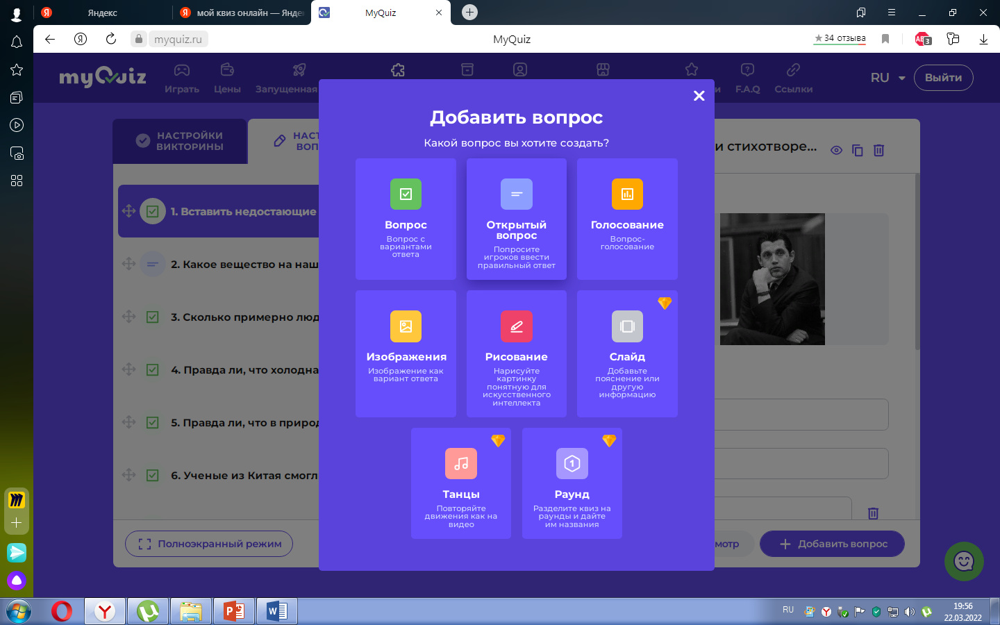 Яндекс
мой квиз онлайн — Яндекс
MyQuiz
myquiz.ru
MyQuiz
34 отзыва
3
myQuiz
Играть
Цены
Запущенная
F.A.Q
Ссылки
RU
Выйти
НАСТРОЙКИ
ВИКТОРИНЫ
НАСТ
ВОП
и стихотворе...
1. Вставить недостающие
2. Какое вещество на наш
3. Сколько примерно люд
4. Правда ли, что холодна
5. Правда ли, что в природ
6. Ученые из Китая смогл
Полноэкранный режим
мотр
Добавить вопрос
Добавить вопрос
Какой вопрос вы хотите создать?
Вопрос
Вопрос с
вариантами
ответа
Открытый
вопрос
Попросите
игроков ввести
правильный ответ
Голосование
Вопрос-
голосование
Изображения
Изображение как
вариант ответа
Рисование
Нарисуйте
картинку
понятную для
искусственного
интеллекта
Слайд
Добавьте
пояснение или
другую
информацию
Танцы
Повторяйте
движения как на
видео
1
Раунд
Разделите квиз на
раунды и дайте
им названия
RU
19:56
22.03.2022